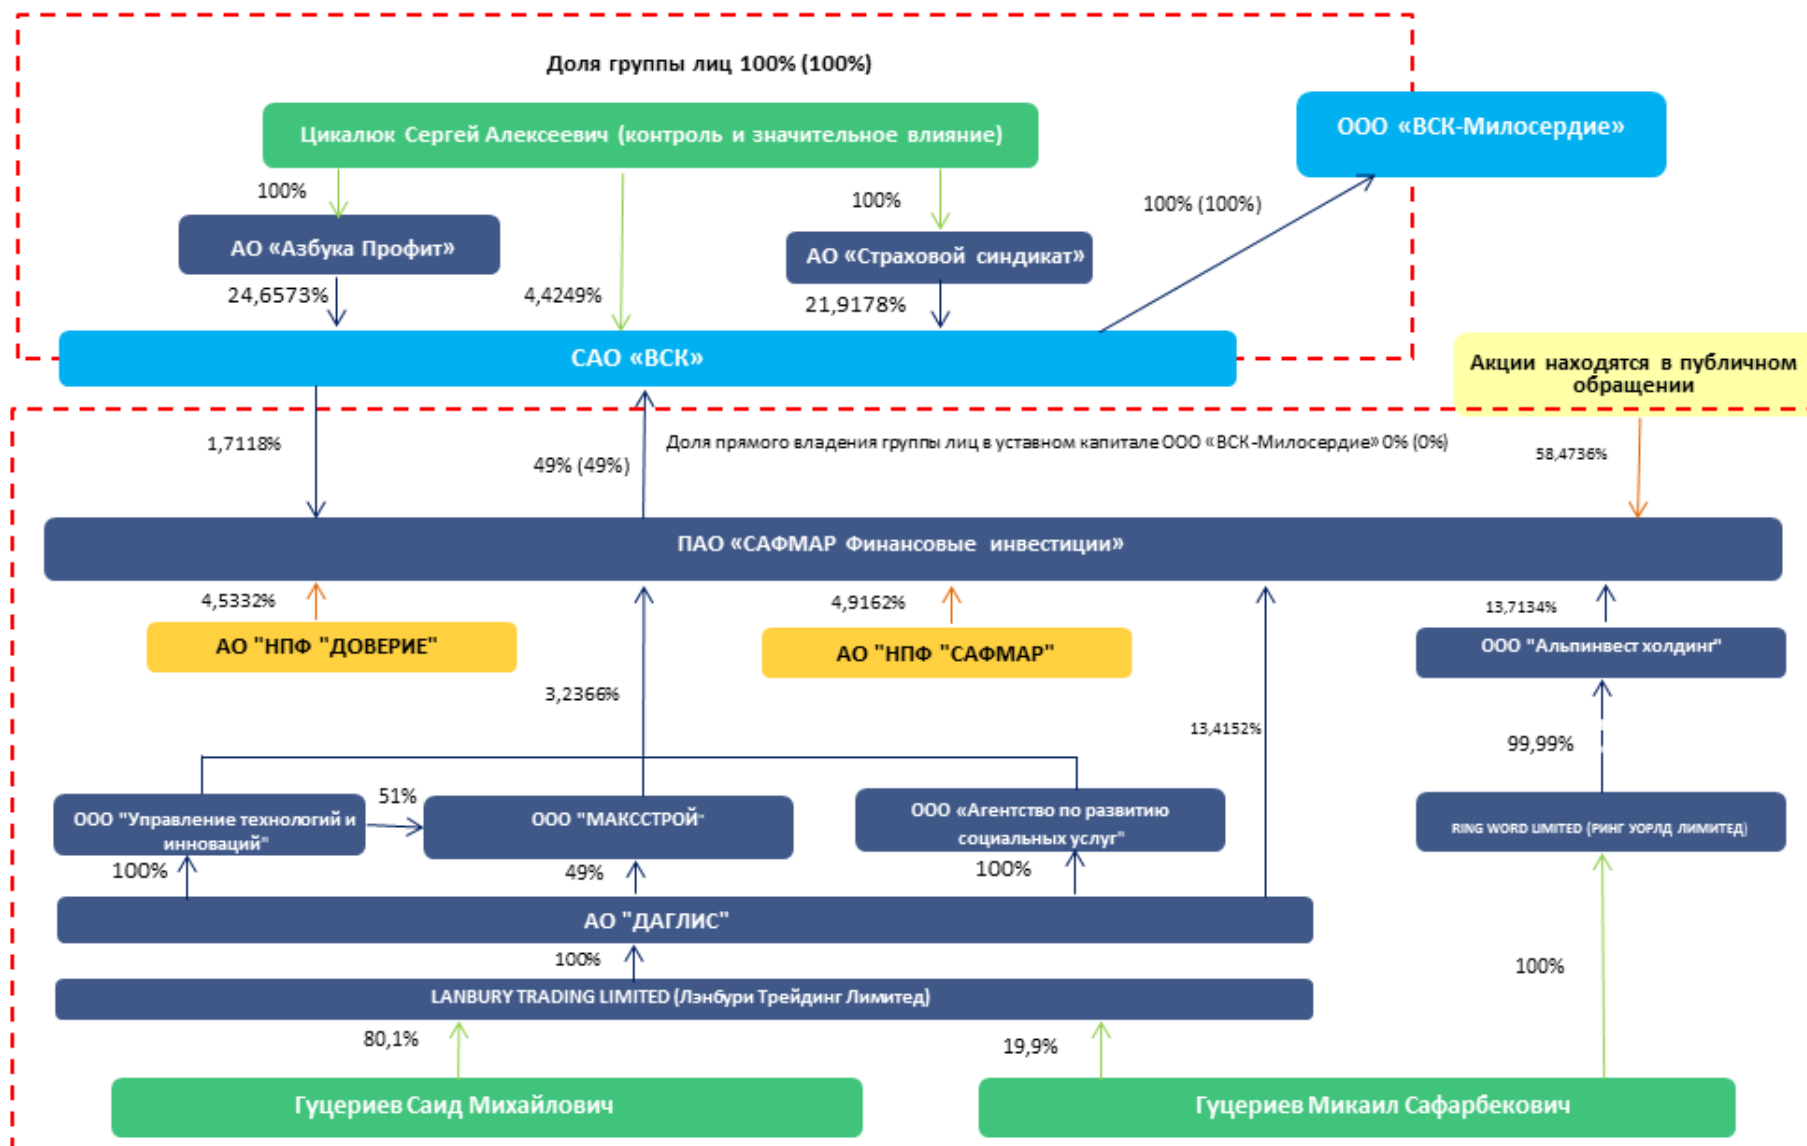 Доля группы лиц 100% (100%)
Цикалюк Сергей Алексеевич (контроль и значительное влияние)
ООО «ВСК-Милосердие»
100%
100%
100% (100%)
АО «Азбука Профит»
АО «Страховой синдикат»
24,6573%
4,4249%
21,9178%
САО «ВСК»
Акции находятся в публичном
обращении
1,7118%
49% (49%)
Доля прямого владения группы лиц в уставном капитале ООО «ВСК-Милосердие» 0% (0%)
58,4736%
ПАО «САФМАР Финансовые инвестиции»
4,5332%
4,9162%
13,7134%
АО "НПФ "ДОВЕРИЕ"
АО "НПФ "САФМАР"
ООО "Альпинвест холдинг"
3,2366%
13,4152%
99,99%
51%
ООО "Управление технологий и
инноваций"
ООО "МАКССТРОЙ"
ООО «Агентство по развитию
социальных услуг"
RING WORD LIMITED (РИНГ УОРЛД ЛИМИТЕД)
100%
49%
100%
АО "ДАГЛИС"
100%
100%
LANBURY TRADING LIMITED (Лэнбури Трейдинг Лимитед)
80,1%
19,9%
Гуцериев Саид Михайлович
Гуцериев Микаил Сафарбекович